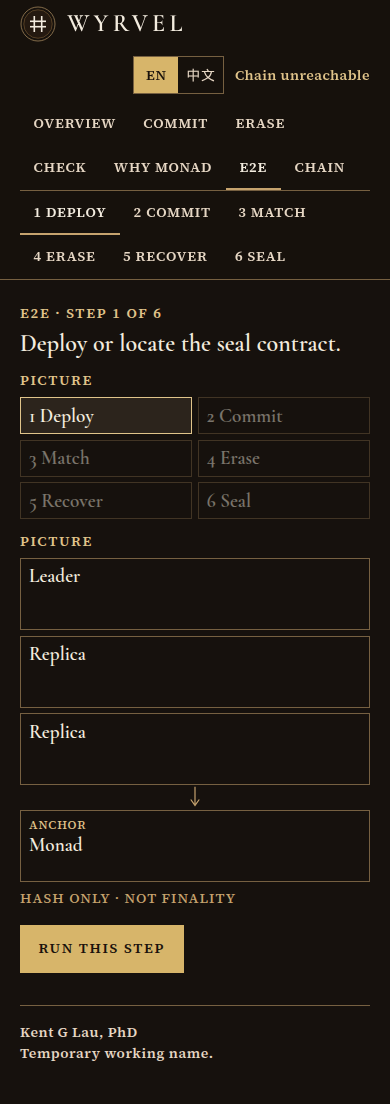 WYRVEL
EN 中文 Chain unreachable
OVERVIEW COMMIT ERASE
CHECK WHY MONAD E2E CHAIN
1 DEPLOY 2 COMMIT 3 MATCH
4 ERASE 5 RECOVER 6 SEAL
E2E · STEP 1 OF 6
Deploy or locate the seal contract.
PICTURE
1 Deploy 2 Commit
3 Match 4 Erase
5 Recover 6 Seal
PICTURE
Leader
Replica
Replica
ANCHOR
Monad
HASH ONLY · NOT FINALITY
RUN THIS STEP
Kent G Lau, PhD
Temporary working name.